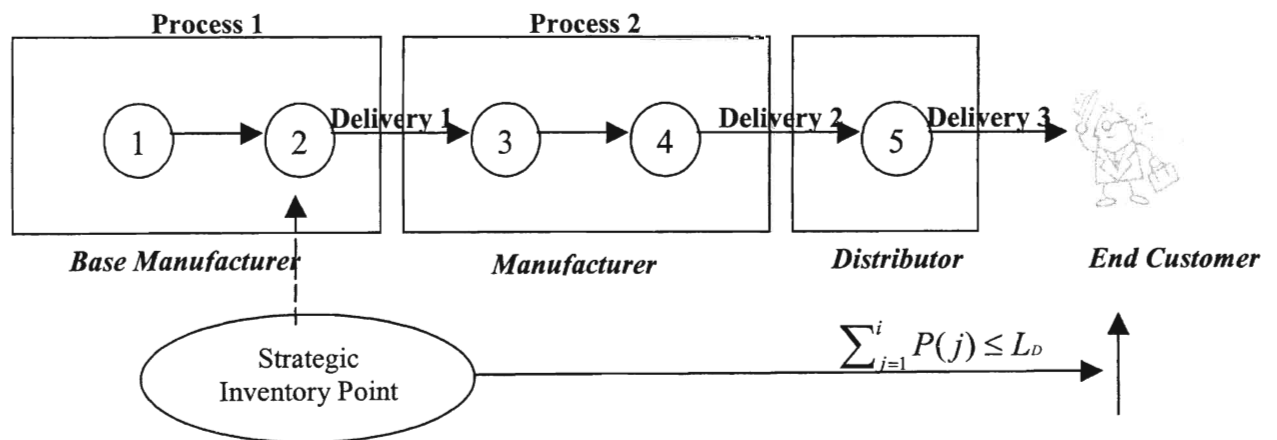 Process 1
Process 2
1
2
Delivery 1
3
4
Delivery 2
5
Delivery 3
Base Manufacturer
Manufacturer
Distributor
End Customer
Strategic
Inventory Point
∑_{j=1}^{i} P(j) ≤ L_D